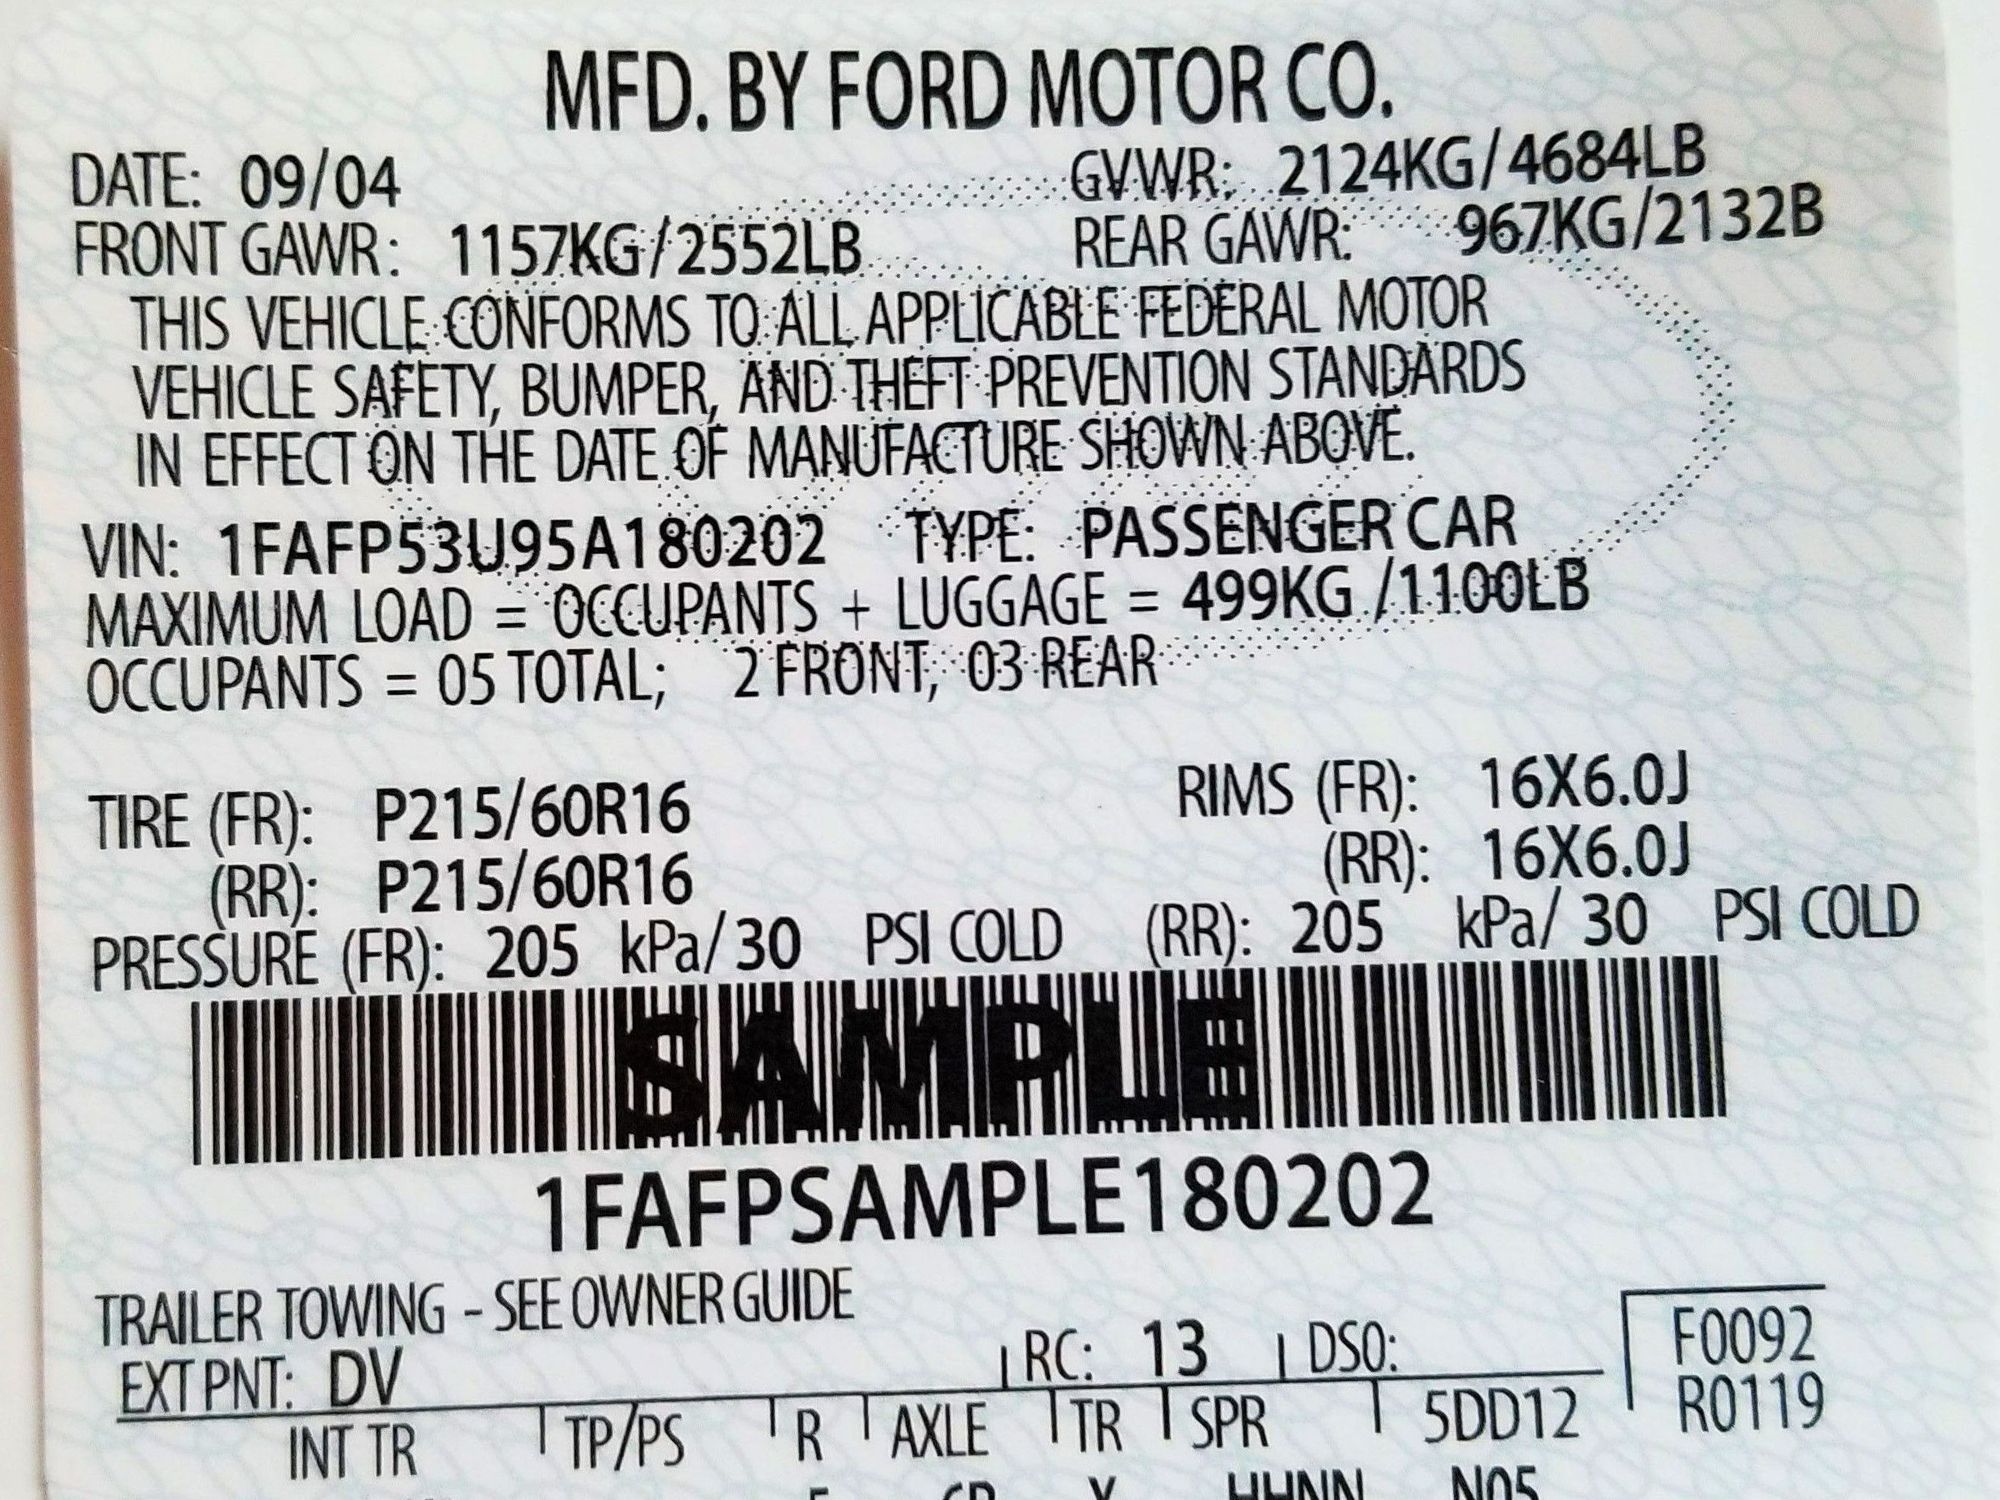 MFD. BY FORD MOTOR CO.
DATE: 09/04 GVWR: 2124KG/4684LB
FRONT GAWR: 1157KG/2552LB REAR GAWR: 967KG/2132B
THIS VEHICLE CONFORMS TO ALL APPLICABLE FEDERAL MOTOR
VEHICLE SAFETY, BUMPER, AND THEFT PREVENTION STANDARDS
IN EFFECT ON THE DATE OF MANUFACTURE SHOWN ABOVE.
VIN: 1FAFP53U95A180202 TYPE: PASSENGER CAR
MAXIMUM LOAD = OCCUPANTS + LUGGAGE = 499KG /1100LB
OCCUPANTS = 05 TOTAL; 2 FRONT, 03 REAR
TIRE (FR): P215/60R16 RIMS (FR): 16X6.0J
(RR): P215/60R16 (RR): 16X6.0J
PRESSURE (FR): 205 kPa/ 30 PSI COLD (RR): 205 kPa/ 30 PSI COLD
SAMPLE
1FAFPSAMPLE180202
TRAILER TOWING - SEE OWNER GUIDE
EXT PNT: DV RC: 13 DSO: F0092
INT TR TP/PS R AXLE TR SPR 5DD12 R0119